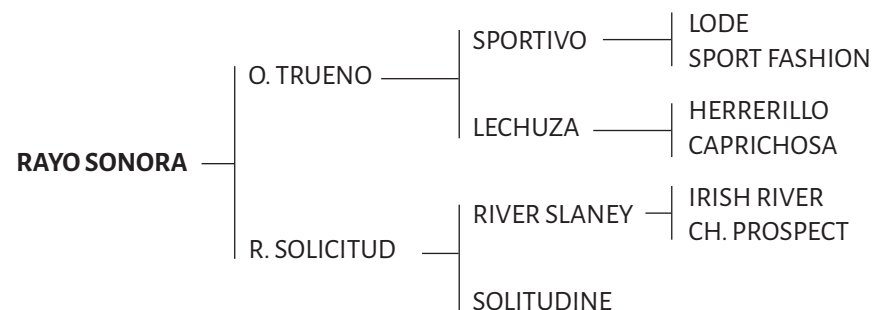 LODE
SPORTIVO
SPORT FASHION
O. TRUENO
HERRERILLO
LECHUZA
CAPRICHOSA
RAYO SONORA
IRISH RIVER
RIVER SLANEY
CH. PROSPECT
R. SOLICITUD
SOLITUDINE